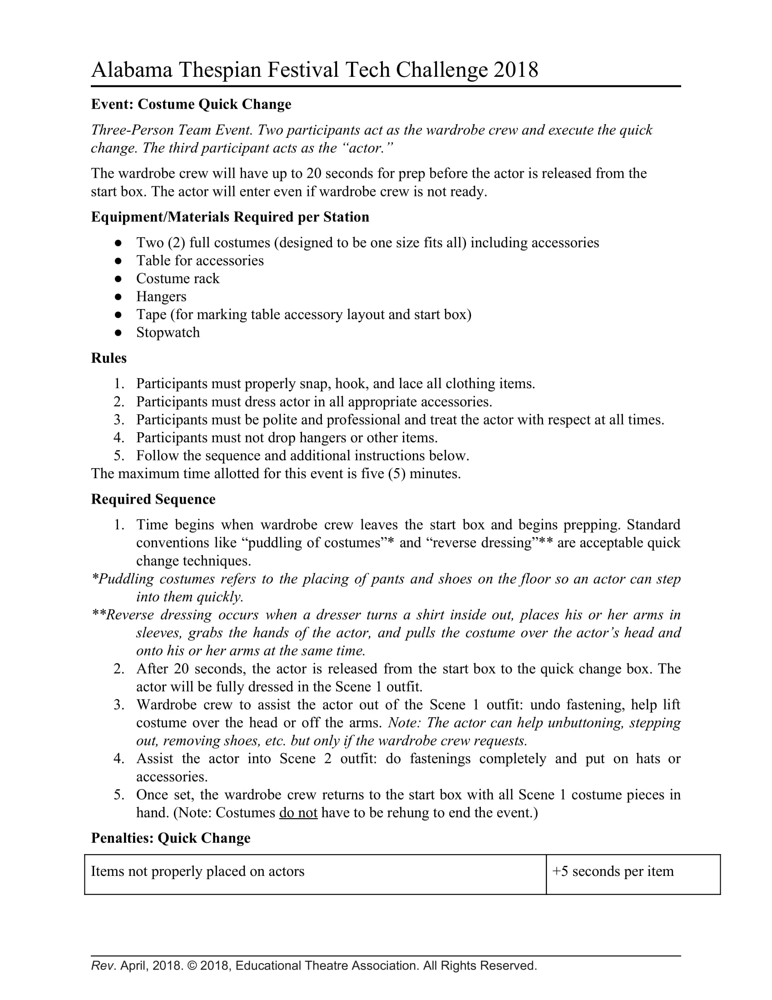 Alabama Thespian Festival Tech Challenge 2018
Event: Costume Quick Change
Three-Person Team Event. Two participants act as the wardrobe crew and execute the quick
change. The third participant acts as the “actor.”
The wardrobe crew will have up to 20 seconds for prep before the actor is released from the
start box. The actor will enter even if wardrobe crew is not ready.
Equipment/Materials Required per Station
● Two (2) full costumes (designed to be one size fits all) including accessories
● Table for accessories
● Costume rack
● Hangers
● Tape (for marking table accessory layout and start box)
● Stopwatch
Rules
1. Participants must properly snap, hook, and lace all clothing items.
2. Participants must dress actor in all appropriate accessories.
3. Participants must be polite and professional and treat the actor with respect at all times.
4. Participants must not drop hangers or other items.
5. Follow the sequence and additional instructions below.
The maximum time allotted for this event is five (5) minutes.
Required Sequence
1. Time begins when wardrobe crew leaves the start box and begins prepping. Standard
conventions like “puddling of costumes”* and “reverse dressing”** are acceptable quick
change techniques.
*Puddling costumes refers to the placing of pants and shoes on the floor so an actor can step
into them quickly.
**Reverse dressing occurs when a dresser turns a shirt inside out, places his or her arms in
sleeves, grabs the hands of the actor, and pulls the costume over the actor’s head and
onto his or her arms at the same time.
2. After 20 seconds, the actor is released from the start box to the quick change box. The
actor will be fully dressed in the Scene 1 outfit.
3. Wardrobe crew to assist the actor out of the Scene 1 outfit: undo fastening, help lift
costume over the head or off the arms. Note: The actor can help unbuttoning, stepping
out, removing shoes, etc. but only if the wardrobe crew requests.
4. Assist the actor into Scene 2 outfit: do fastenings completely and put on hats or
accessories.
5. Once set, the wardrobe crew returns to the start box with all Scene 1 costume pieces in
hand. (Note: Costumes do not have to be rehung to end the event.)
Penalties: Quick Change
Items not properly placed on actors +5 seconds per item
Rev. April, 2018. © 2018, Educational Theatre Association. All Rights Reserved.